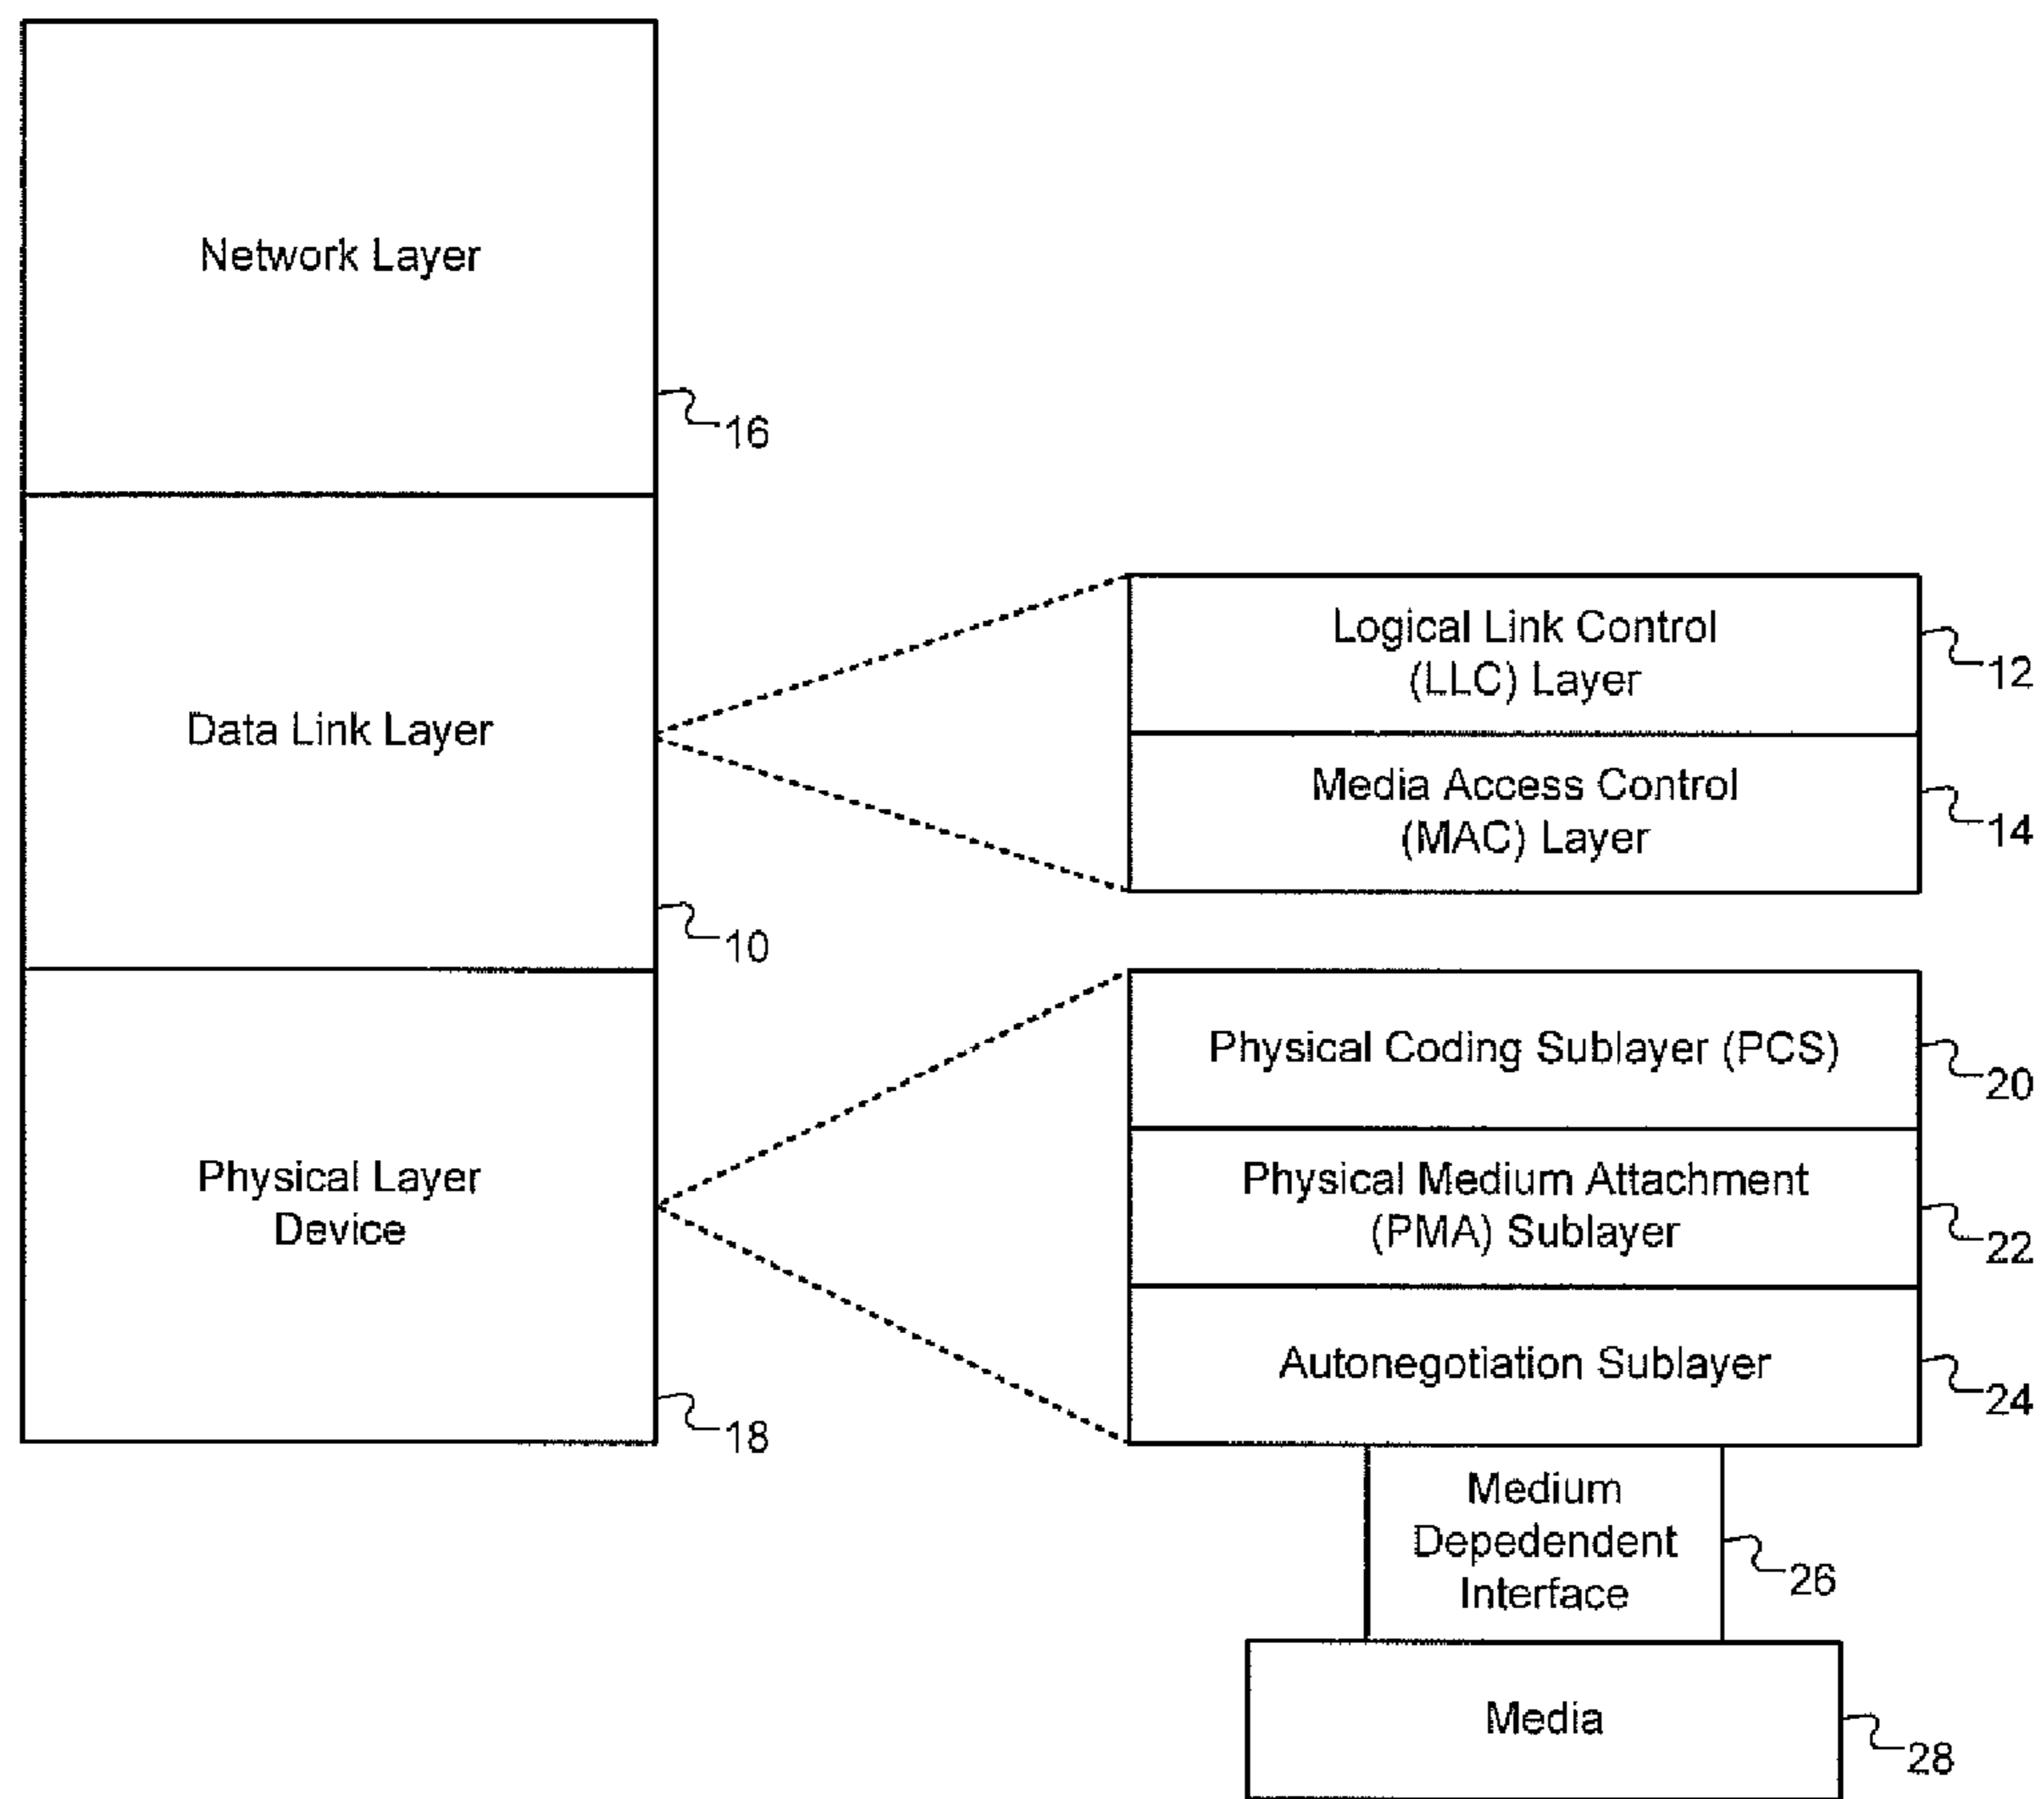 Network Layer
16
Data Link Layer
10
Physical Layer
Device
18
Logical Link Control
(LLC) Layer
12
Media Access Control
(MAC) Layer
14
Physical Coding Sublayer (PCS)
20
Physical Medium Attachment
(PMA) Sublayer
22
Autonegotiation Sublayer
24
Medium
Depedendent
Interface
26
Media
28